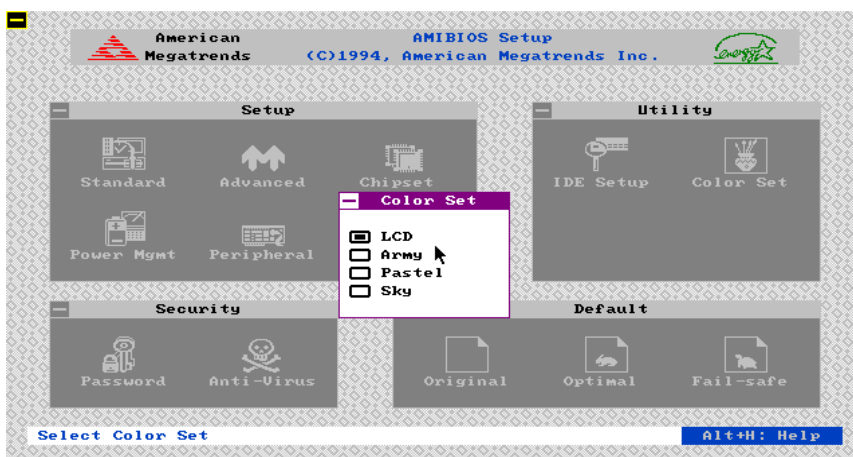 American
Megatrends
AMIBIOS Setup
(C)1994, American Megatrends Inc.
energy
Setup
Standard
Advanced
Chipset
Power Mgmt
Peripheral
Utility
IDE Setup
Color Set
Color Set
LCD
Army
Pastel
Sky
Security
Password
Anti-Virus
Default
Original
Optimal
Fail-safe
Select Color Set
Alt+H: Help